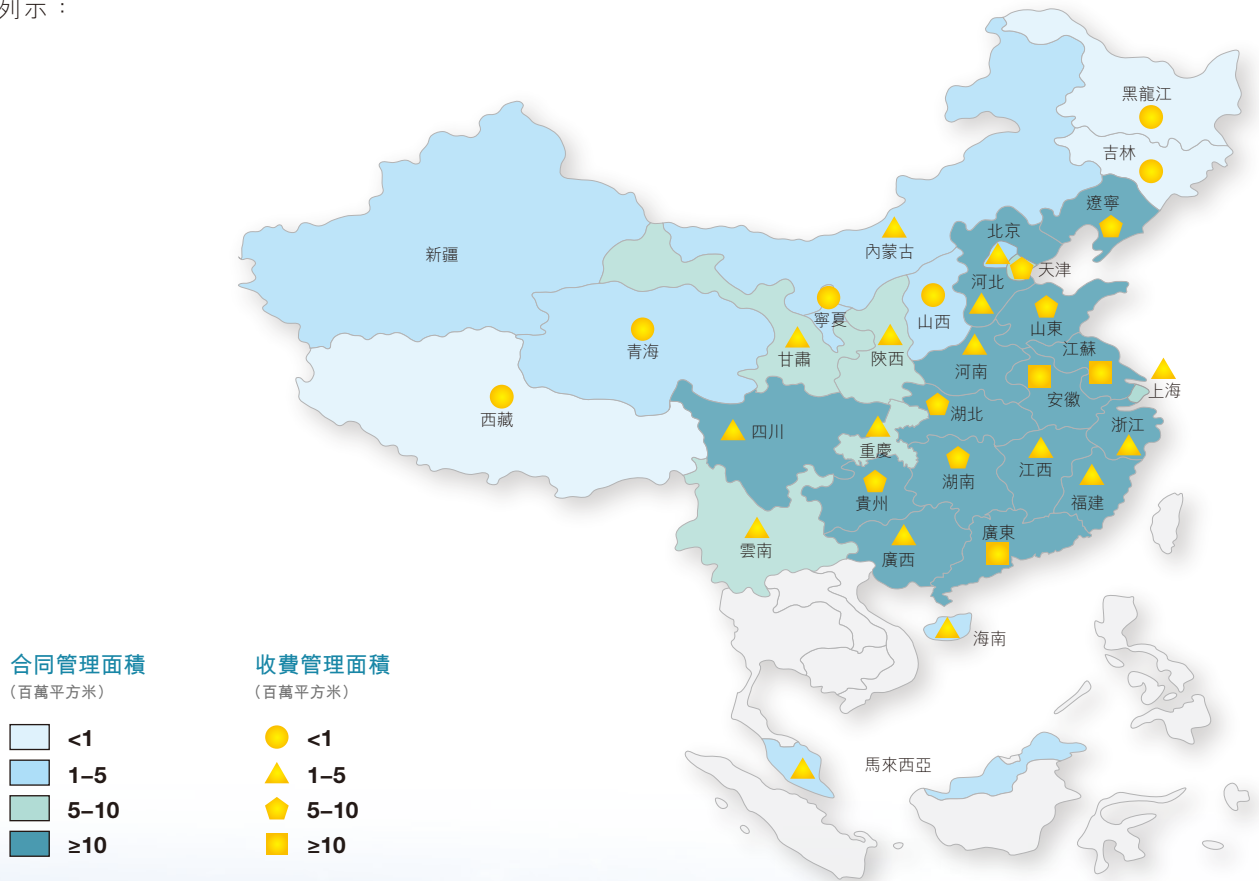 列示：
黑龍江
吉林
遼寧
北京
內蒙古
天津
新疆
河北
寧夏
山西
山東
青海
甘肅
陝西
江蘇
河南
上海
安徽
西藏
湖北
浙江
四川
重慶
江西
湖南
貴州
福建
廣東
雲南
廣西
海南
馬來西亞
合同管理面積
（百萬平方米）
<1
1–5
5–10
≥10
收費管理面積
（百萬平方米）
<1
1–5
5–10
≥10